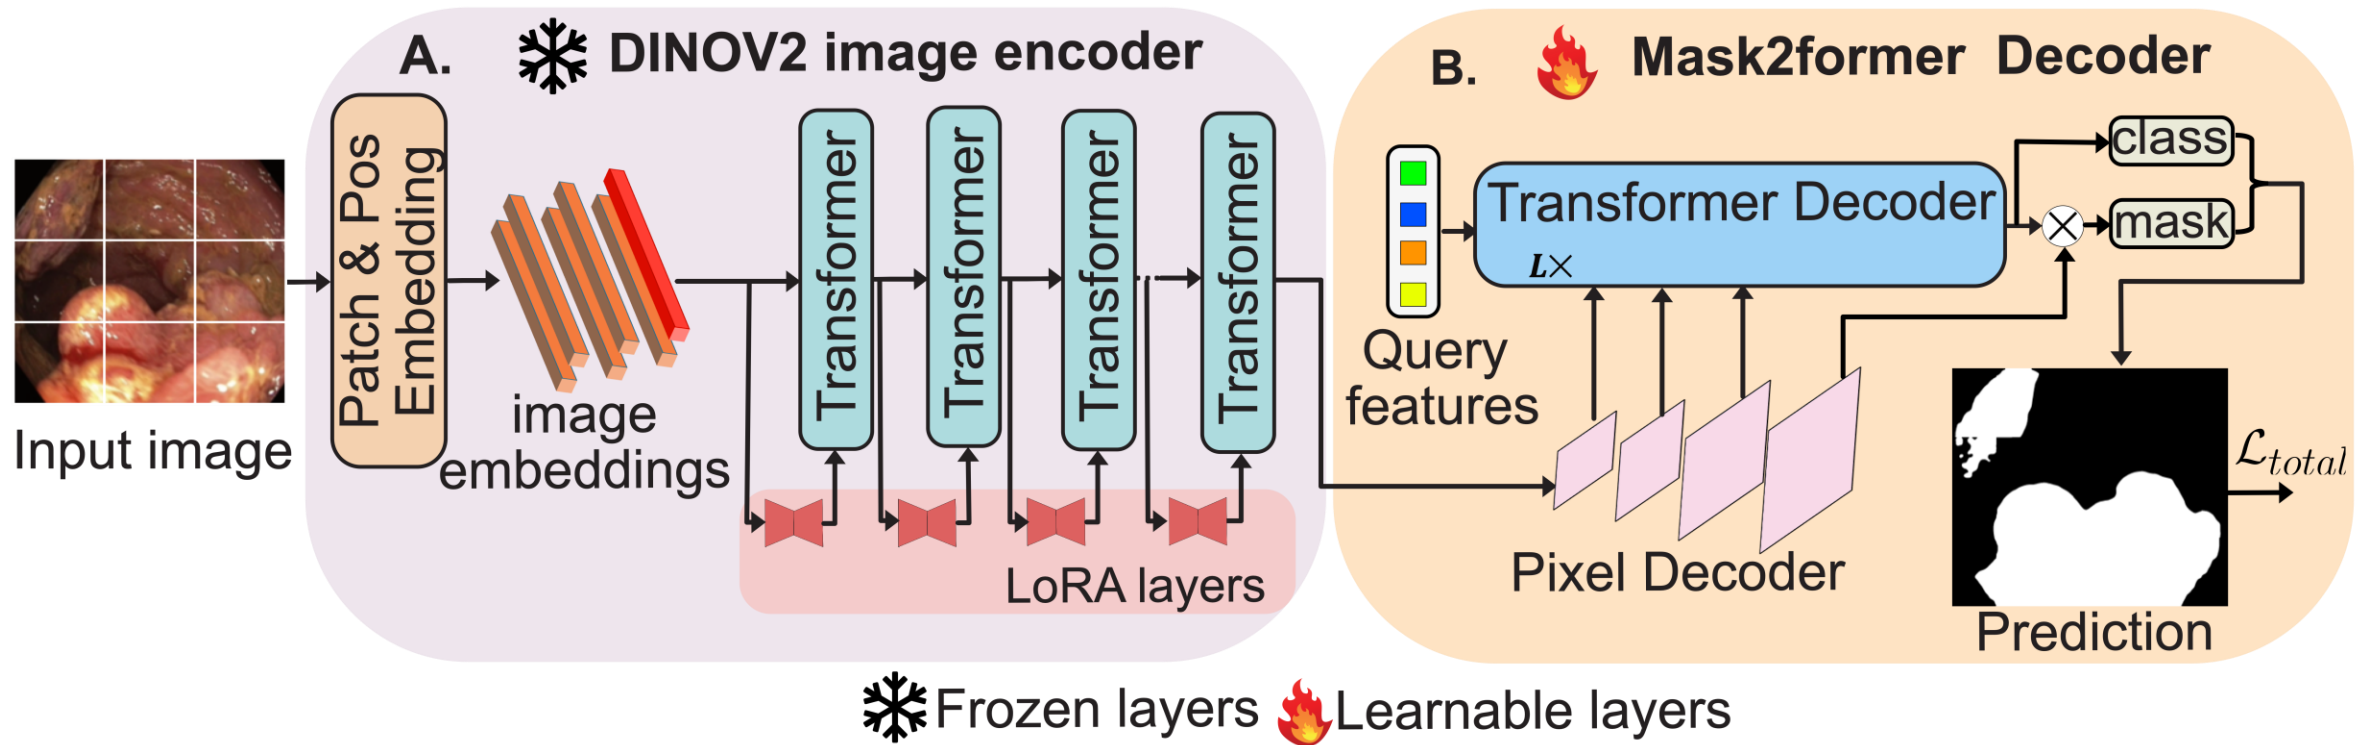 A. DINOV2 image encoder
Patch & Pos
Embedding
Input image
image
embeddings
Transformer
Transformer
Transformer
Transformer
LoRA layers
B. Mask2former Decoder
Query
features
Transformer Decoder
L×
class
mask
Pixel Decoder
Prediction
ℒtotal
Frozen layers
Learnable layers